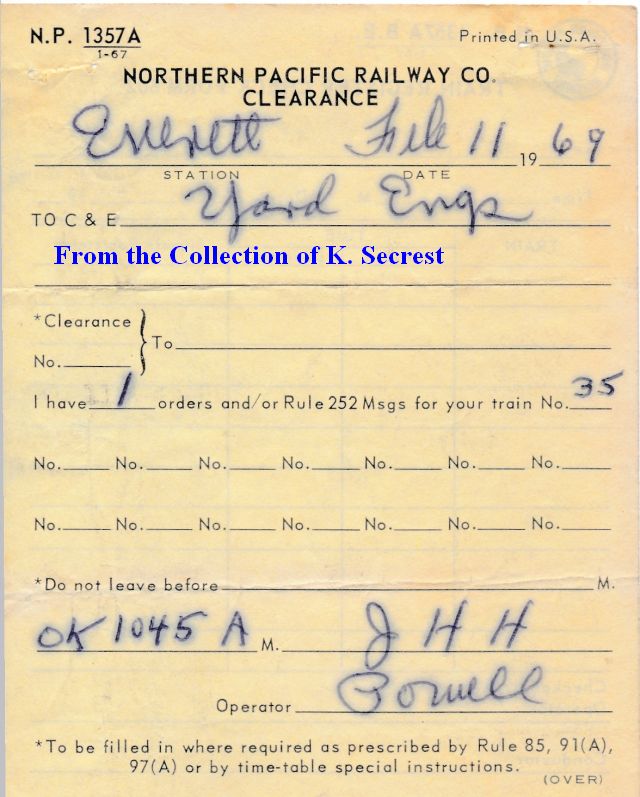 N.P. 1357A Printed in U.S.A.
1-67
NORTHERN PACIFIC RAILWAY CO.
CLEARANCE
Everett Feb 11 1969
STATION DATE
TO C & E Yard Engs
From the Collection of K. Secrest
*Clearance
No. } To
I have 1 orders and/or Rule 252 Msgs for your train No. 35
No. No. No. No. No. No. No.
No. No. No. No. No. No. No.
*Do not leave before M.
OK 1045 A M. J H H
Operator Powell
*To be filled in where required as prescribed by Rule 85, 91(A),
97(A) or by time-table special instructions.
(OVER)